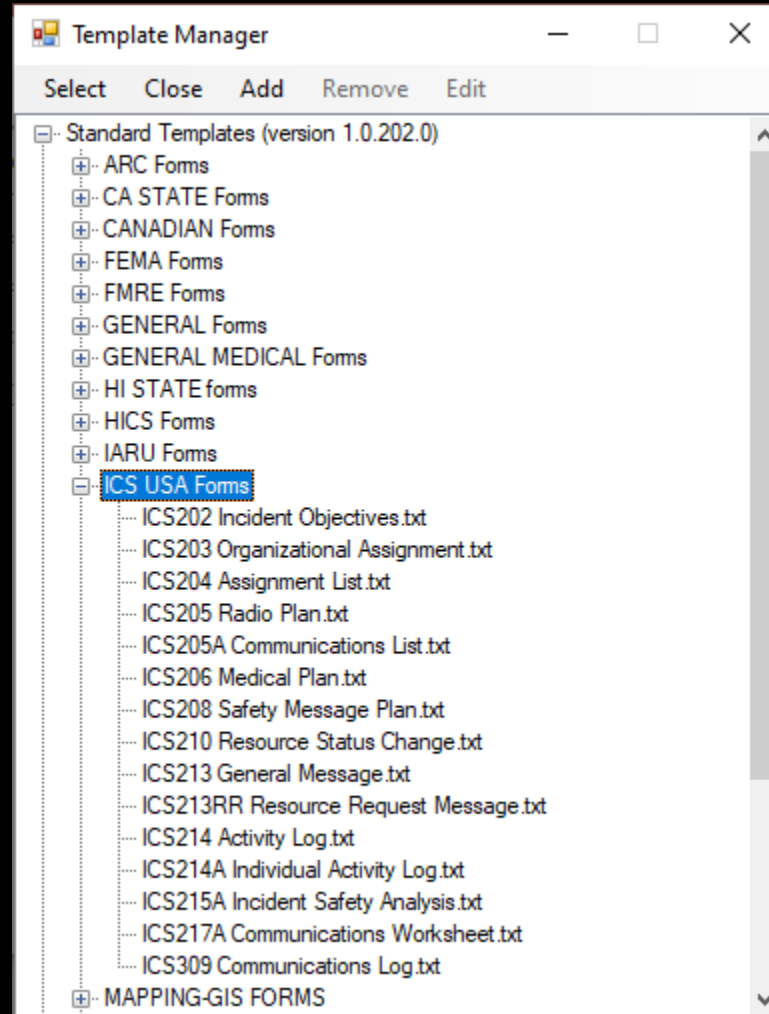 Template Manager
Select Close Add Remove Edit
Standard Templates (version 1.0.202.0)
ARC Forms
CA STATE Forms
CANADIAN Forms
FEMA Forms
FMRE Forms
GENERAL Forms
GENERAL MEDICAL Forms
HI STATE forms
HICS Forms
IARU Forms
ICS USA Forms
ICS202 Incident Objectives.txt
ICS203 Organizational Assignment.txt
ICS204 Assignment List.txt
ICS205 Radio Plan.txt
ICS205A Communications List.txt
ICS206 Medical Plan.txt
ICS208 Safety Message Plan.txt
ICS210 Resource Status Change.txt
ICS213 General Message.txt
ICS213RR Resource Request Message.txt
ICS214 Activity Log.txt
ICS214A Individual Activity Log.txt
ICS215A Incident Safety Analysis.txt
ICS217A Communications Worksheet.txt
ICS309 Communications Log.txt
MAPPING-GIS FORMS